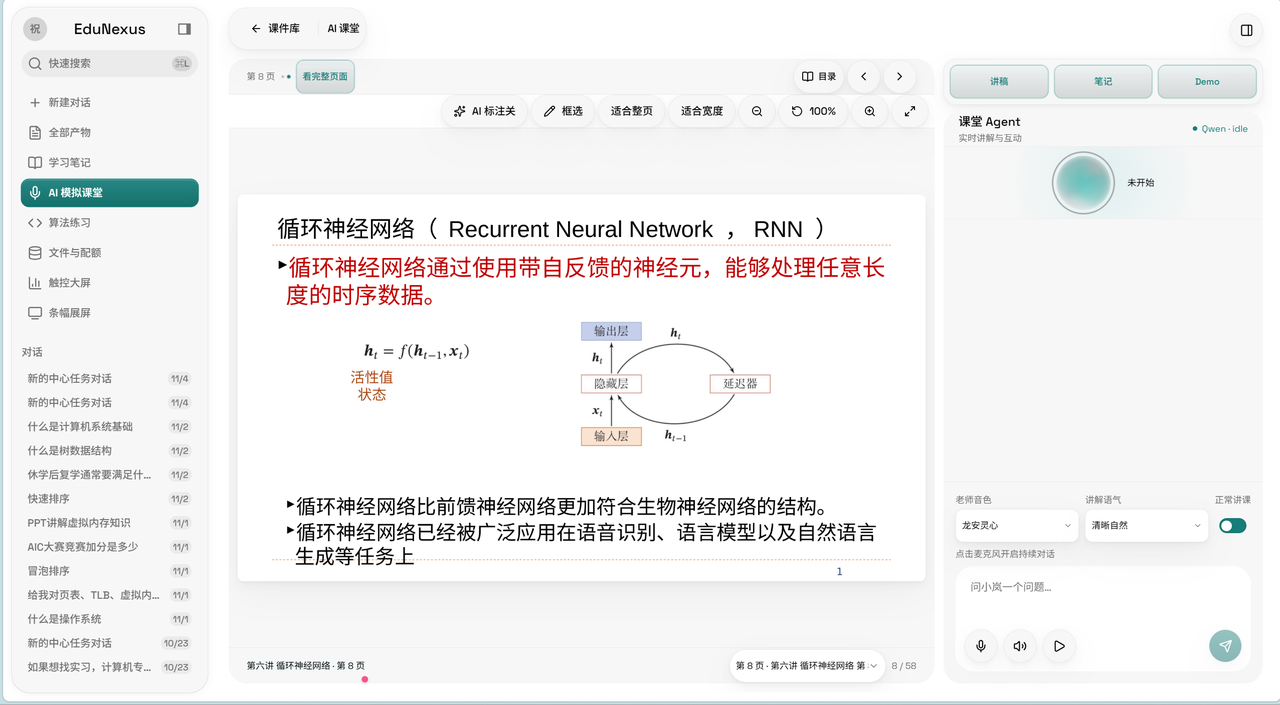 祝 EduNexus
快速搜索 ⌘L
新建对话
全部产物
学习笔记
AI 模拟课堂
算法练习
文件与配额
触控大屏
条幅展屏
对话
新的中心任务对话 11/4
新的中心任务对话 11/4
什么是计算机系统基础 11/2
什么是树数据结构 11/2
休学后复学通常要满足什... 11/2
快速排序 11/2
PPT讲解虚拟内存知识 11/1
AIC大赛竞赛加分是多少 11/1
冒泡排序 11/1
给我对页表、TLB、虚拟内... 11/1
什么是操作系统 11/1
新的中心任务对话 10/23
如果想找实习，计算机专... 10/23
课件库 AI 课堂
第 8 页 看完整页面 目录
AI 标注关 框选 适合整页 适合宽度 100%
循环神经网络（ Recurrent Neural Network ， RNN ）
▸循环神经网络通过使用带自反馈的神经元，能够处理任意长
度的时序数据。
hₜ = f(hₜ₋₁, xₜ)
活性值
状态
输出层
hₜ
hₜ
隐藏层 延迟器
xₜ
输入层
hₜ₋₁
▸循环神经网络比前馈神经网络更加符合生物神经网络的结构。
▸循环神经网络已经被广泛应用在语音识别、语言模型以及自然语言
生成等任务上
1
第六讲 循环神经网络 · 第 8 页
第 8 页 · 第六讲 循环神经网络 第 8 / 58
讲稿 笔记 Demo
课堂 Agent
实时讲解与互动
Qwen · idle
未开始
老师音色 讲解语气 正常讲课
龙安灵心 清晰自然
点击麦克风开启持续对话
问小岚一个问题...